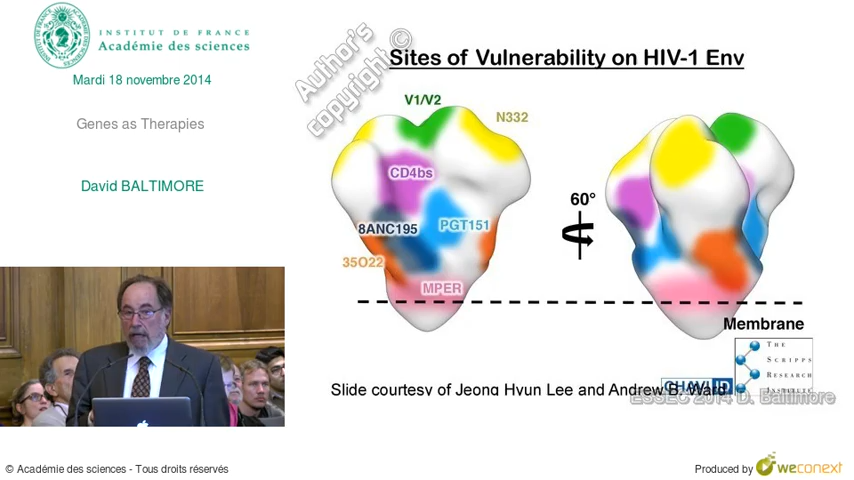 INSTITUT DE FRANCE
Académie des sciences
Mardi 18 novembre 2014
Genes as Therapies
David BALTIMORE
Author's
copyright ©
Sites of Vulnerability on HIV-1 Env
V1/V2
N332
CD4bs
8ANC195
PGT151
35O22
MPER
60°
Membrane
THE
SCRIPPS
RESEARCH
INSTITUTE
CHAVI ID
Slide courtesy of Jeong Hyun Lee and Andrew B. Ward
ESSEC 2014 D. Baltimore
© Académie des sciences - Tous droits réservés
Produced by weconext